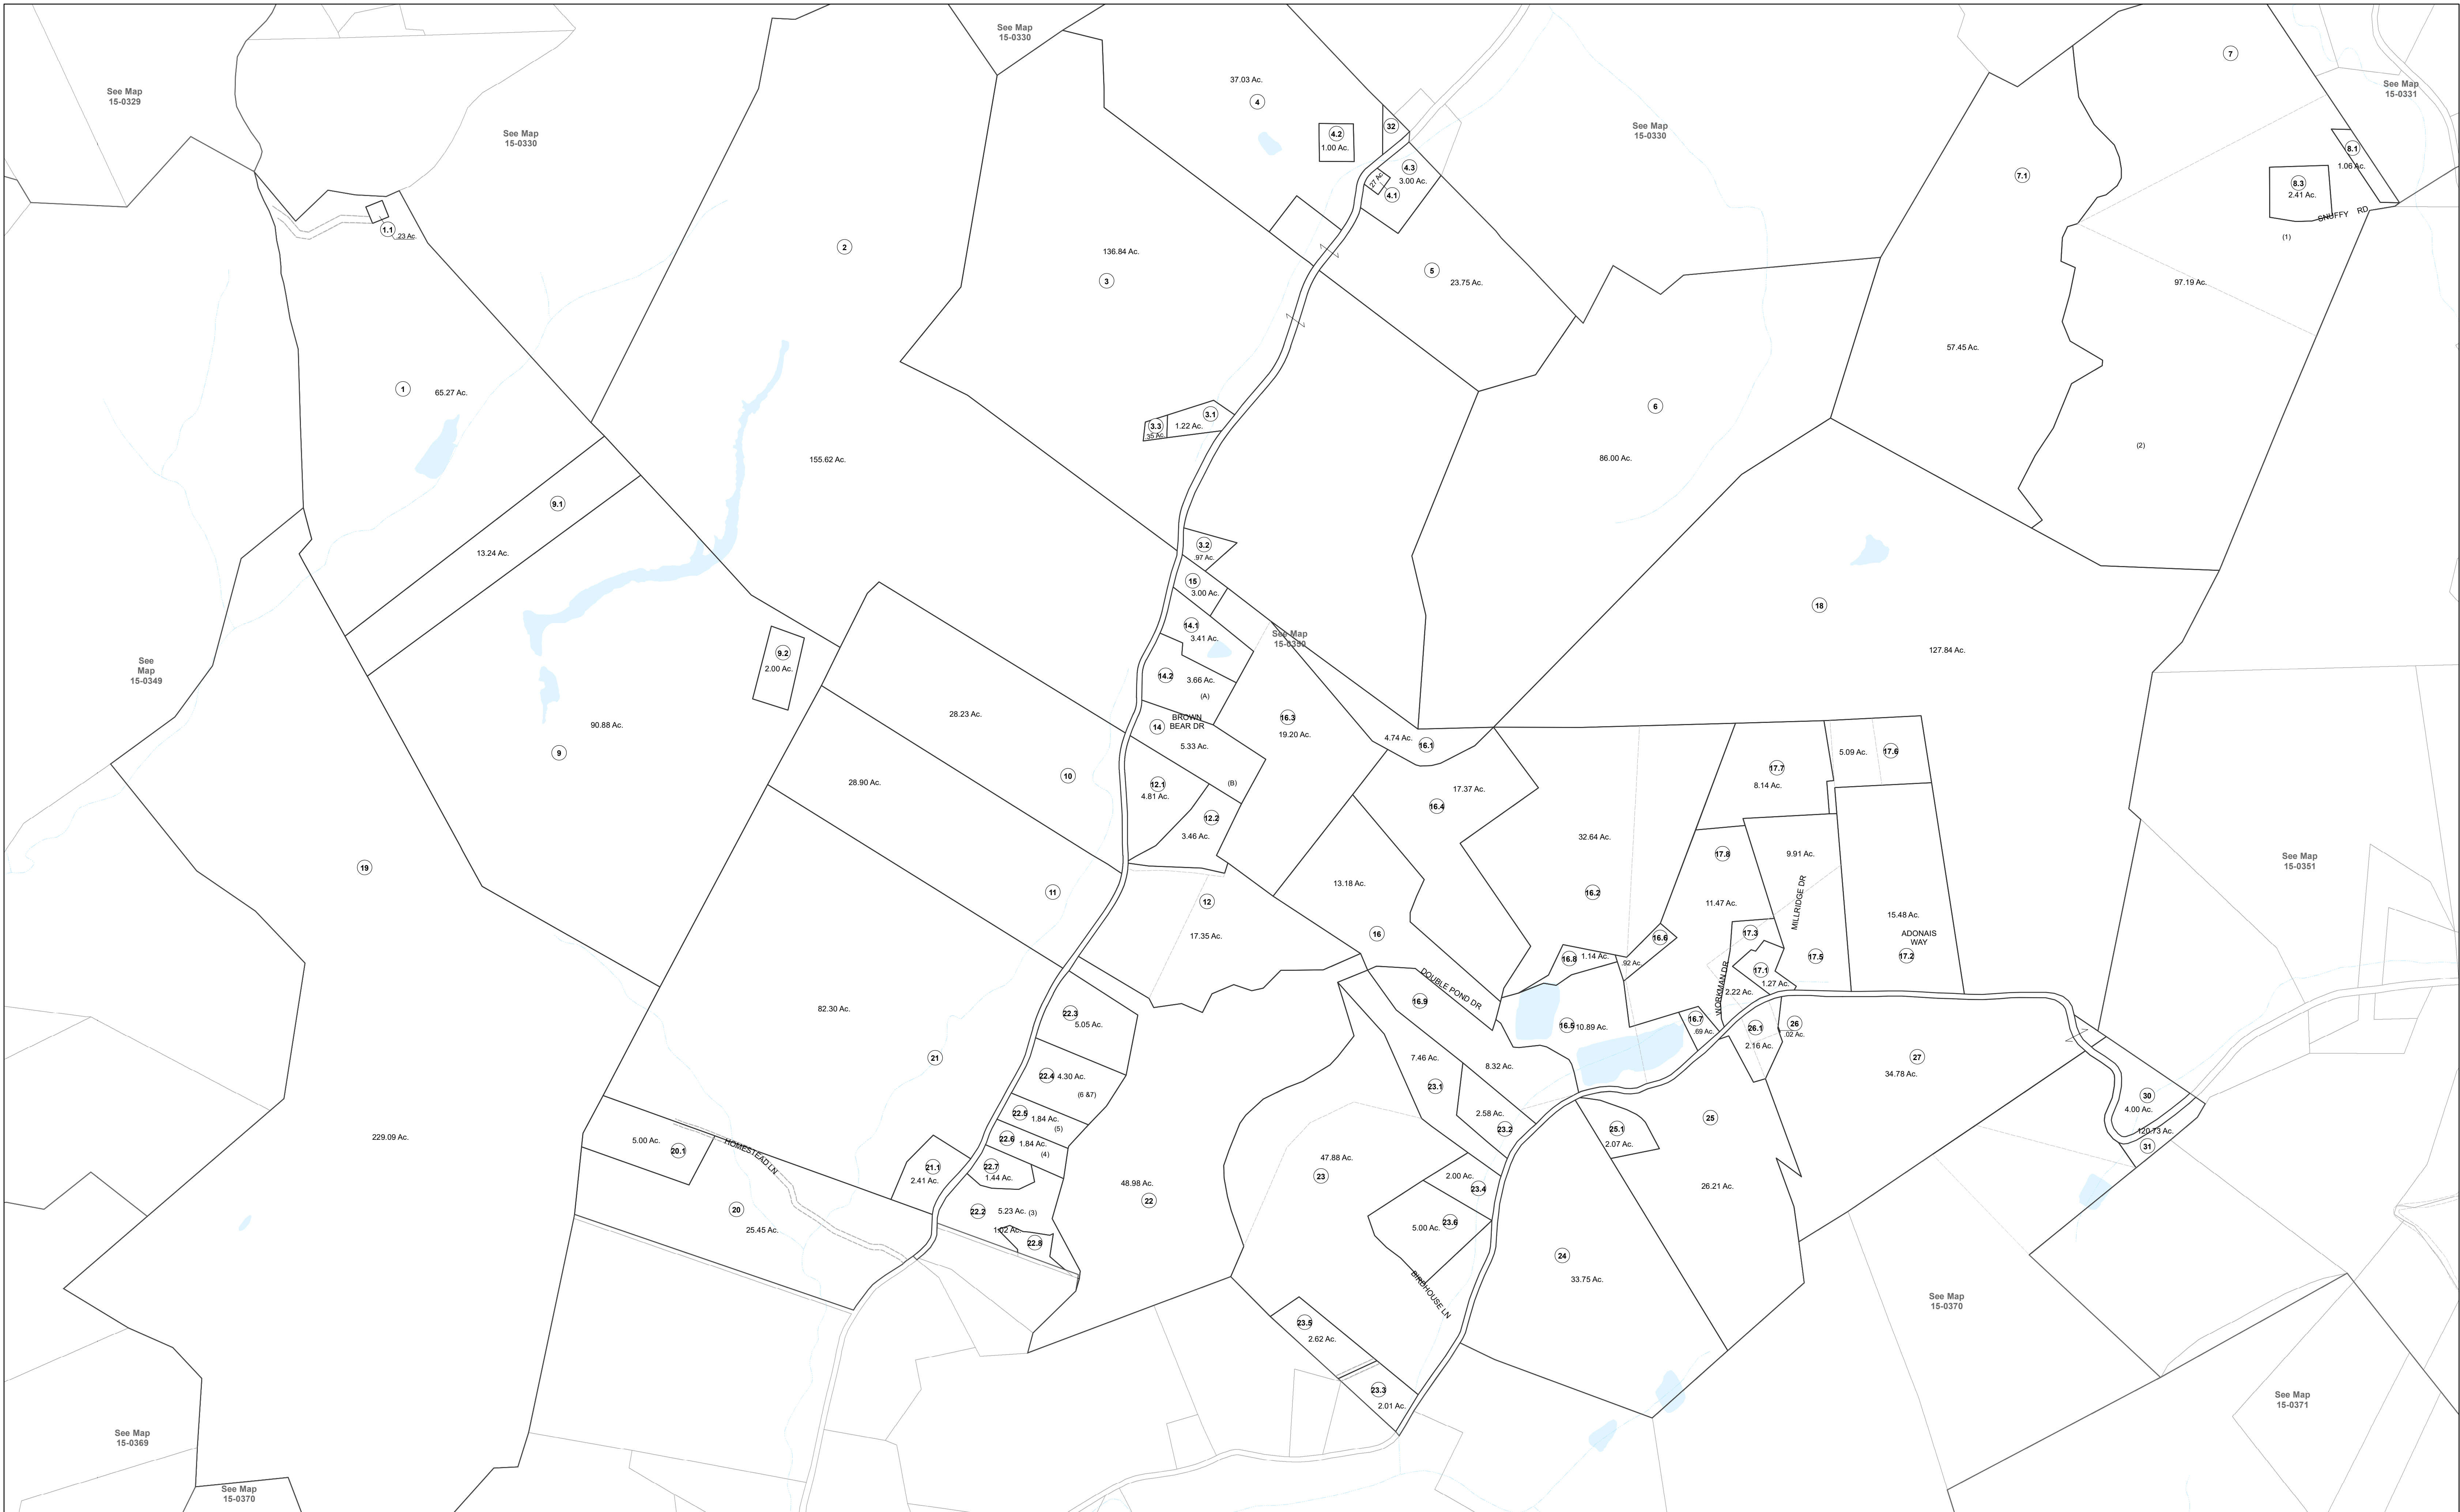 See Map
15-0330
See Map
15-0329
See Map
15-0330
37.03 Ac.
4
4.2
1.00 Ac.
32
4.3
3.00 Ac.
.27 Ac.
4.1
See Map
15-0330
7
See Map
15-0331
8.1
1.06 Ac.
8.3
2.41 Ac.
SNUFFY RD
(1)
7.1
1.1
.23 Ac.
2
136.84 Ac.
3
5
23.75 Ac.
97.19 Ac.
57.45 Ac.
1
65.27 Ac.
3.1
1.22 Ac.
3.3
.35 Ac.
6
86.00 Ac.
(2)
155.62 Ac.
9.1
13.24 Ac.
3.2
.97 Ac.
15
3.00 Ac.
14.1
3.41 Ac.
See Map
15-0350
18
127.84 Ac.
See
Map
15-0349
9.2
2.00 Ac.
14.2
3.66 Ac.
(A)
90.88 Ac.
9
28.23 Ac.
14
BROWN
BEAR DR
5.33 Ac.
16.3
19.20 Ac.
4.74 Ac.
16.1
28.90 Ac.
10
12.1
4.81 Ac.
(B)
12.2
3.46 Ac.
17.37 Ac.
16.4
17.7
8.14 Ac.
5.09 Ac.
17.6
32.64 Ac.
16.2
17.8
9.91 Ac.
MILLRIDGE DR
11.47 Ac.
See Map
15-0351
19
11
12
17.35 Ac.
13.18 Ac.
16
15.48 Ac.
ADONAIS
WAY
17.2
17.3
17.5
16.6
16.8
1.14 Ac.
.92 Ac.
17.1
1.27 Ac.
WORKMAN DR
2.22 Ac.
DOUBLE POND DR
16.9
82.30 Ac.
21
22.3
5.05 Ac.
16.5
10.89 Ac.
16.7
.69 Ac.
26.1
2.16 Ac.
26
.02 Ac.
27
34.78 Ac.
22.4
4.30 Ac.
(6 &7)
7.46 Ac.
23.1
8.32 Ac.
2.58 Ac.
23.2
25
30
4.00 Ac.
120.73 Ac.
31
229.09 Ac.
5.00 Ac.
20.1
HOMESTEAD LN
22.5
1.84 Ac.
(5)
22.6
1.84 Ac.
(4)
25.1
2.07 Ac.
21.1
2.41 Ac.
22.7
1.44 Ac.
48.98 Ac.
22
47.88 Ac.
23
2.00 Ac.
23.4
26.21 Ac.
20
25.45 Ac.
22.2
5.23 Ac.
(3)
1.02 Ac.
22.8
5.00 Ac.
23.6
24
33.75 Ac.
BIRDHOUSE LN
See Map
15-0370
23.5
2.62 Ac.
23.3
2.01 Ac.
See Map
15-0371
See Map
15-0369
See Map
15-0370